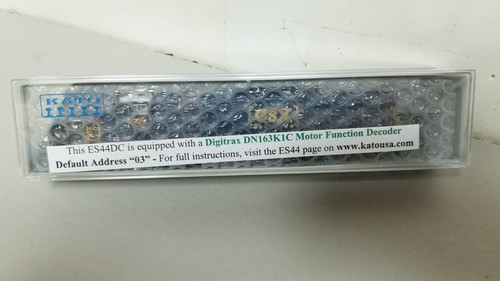 KATO
CSX
This ES44DC is equipped with a Digitrax DN163K1C Motor Function Decoder
Default Address “03” - For full instructions, visit the ES44 page on www.katousa.com